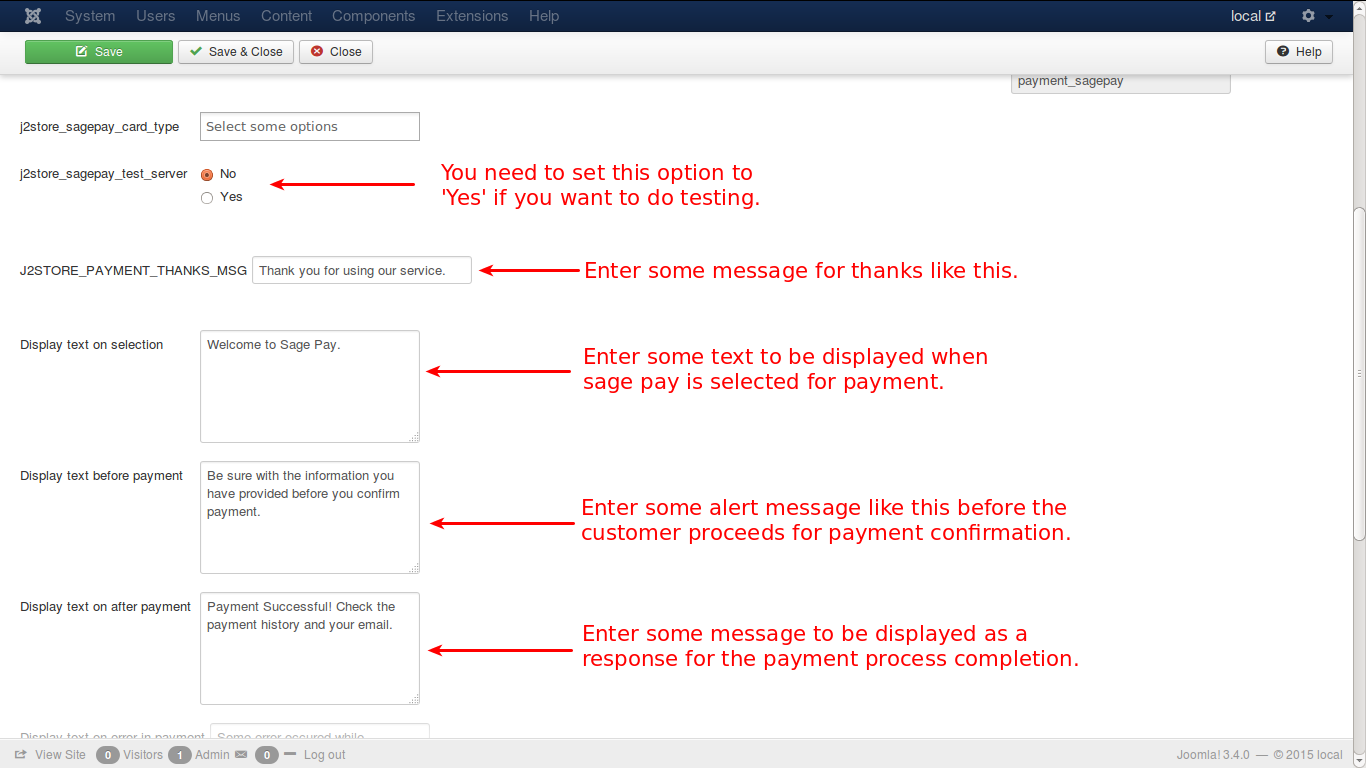 System Users Menus Content Components Extensions Help local
Save Save & Close Close Help
payment_sagepay
j2store_sagepay_card_type Select some options
j2store_sagepay_test_server No
Yes
You need to set this option to
'Yes' if you want to do testing.
J2STORE_PAYMENT_THANKS_MSG Thank you for using our service.
Enter some message for thanks like this.
Display text on selection Welcome to Sage Pay.
Enter some text to be displayed when
sage pay is selected for payment.
Display text before payment Be sure with the information you
have provided before you confirm
payment.
Enter some alert message like this before the
customer proceeds for payment confirmation.
Display text on after payment Payment Successful! Check the
payment history and your email.
Enter some message to be displayed as a
response for the payment process completion.
Display text on error in payment Some error occured while
View Site 0 Visitors 1 Admin 0 Log out Joomla! 3.4.0 — © 2015 local